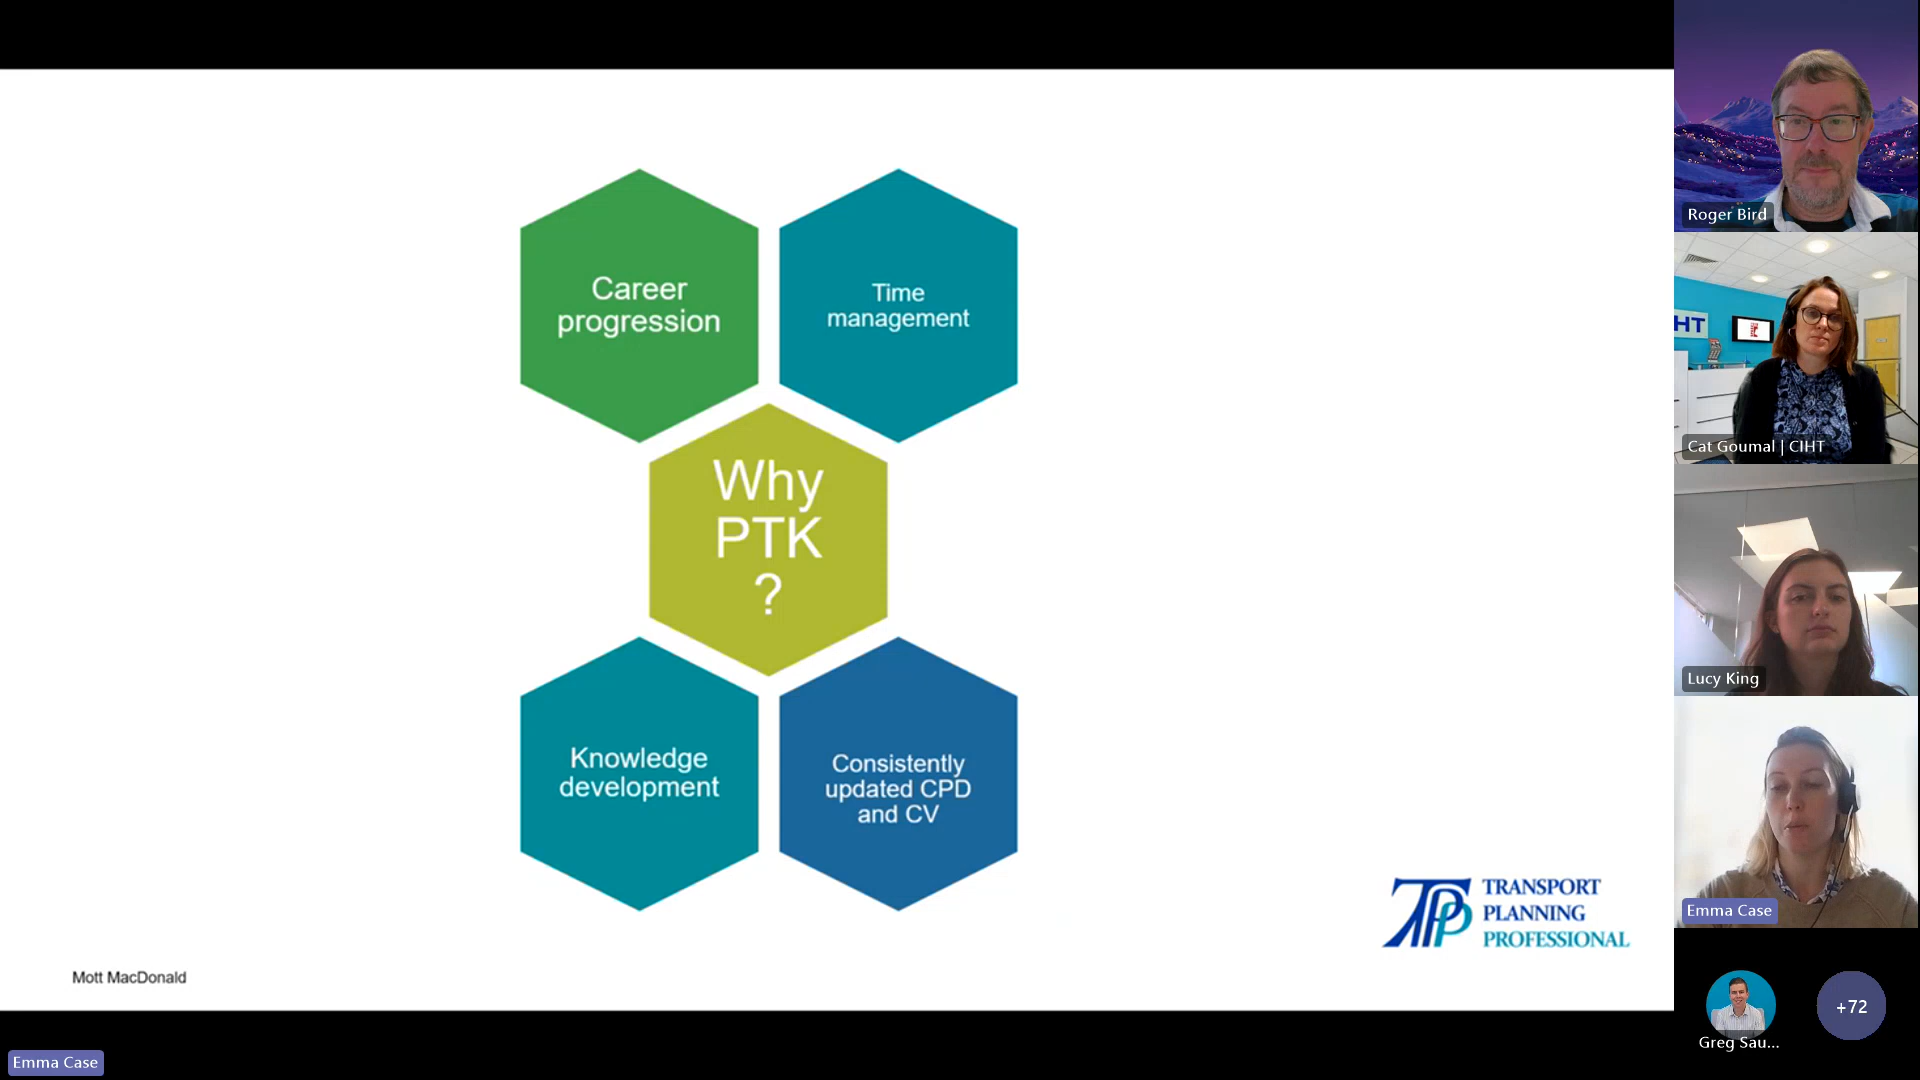 Career
progression
Time
management
Why
PTK
?
Knowledge
development
Consistently
updated CPD
and CV
TPP
TRANSPORT
PLANNING
PROFESSIONAL
Mott MacDonald
Emma Case
Roger Bird
HT
Cat Goumal | CIHT
Lucy King
Emma Case
Greg Sau...
+72